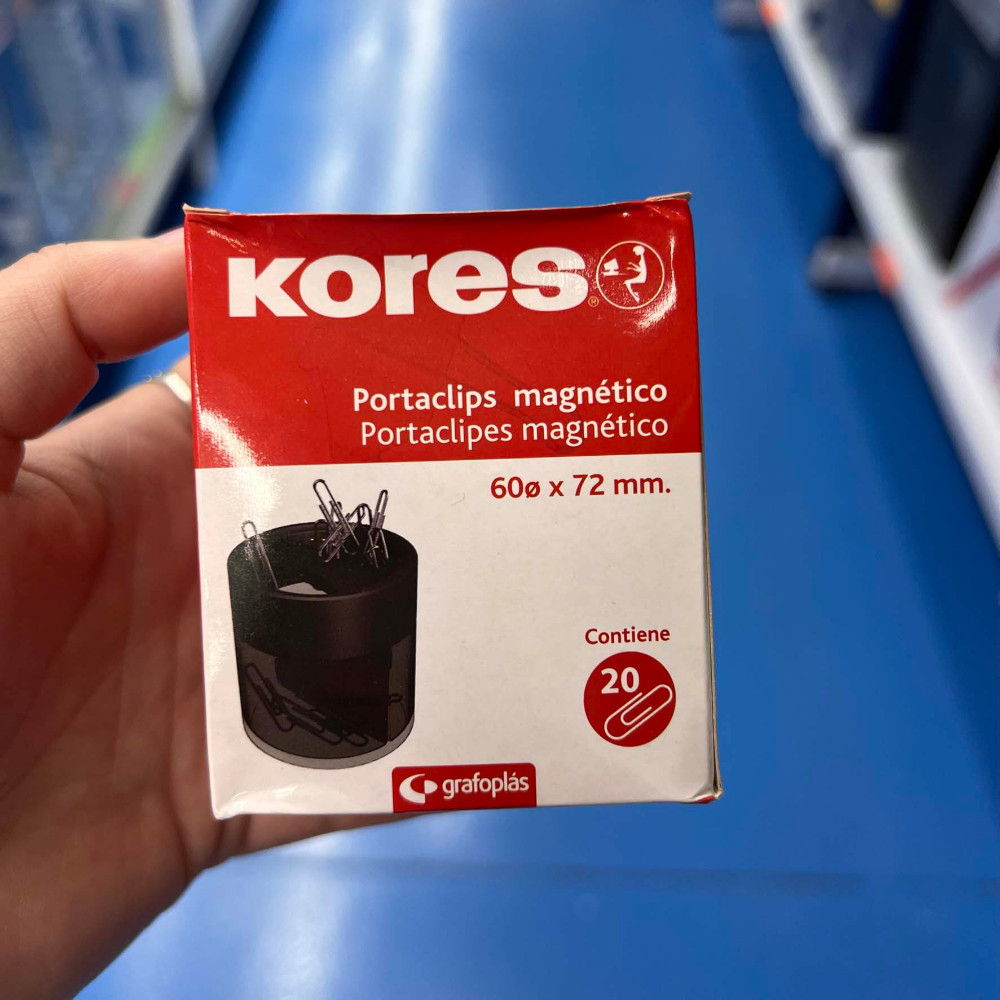 Kores®
Portaclips magnético
Portaclipes magnético
60ø x 72 mm.
Contiene
20
grafoplás